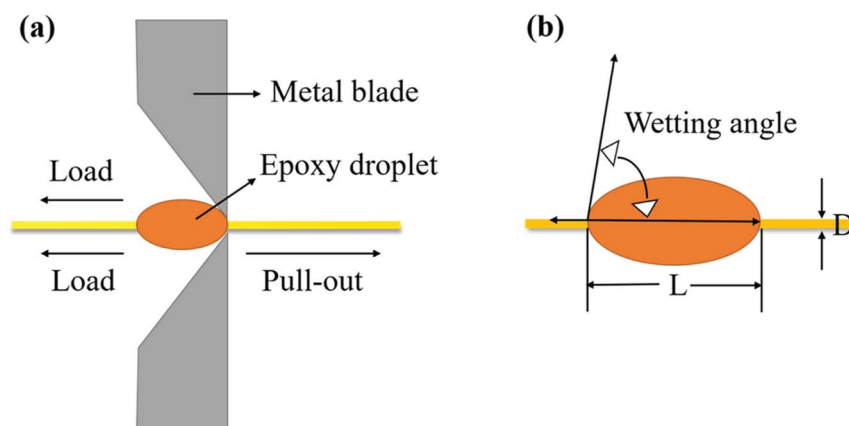 (a)
Metal blade
Epoxy droplet
Load
Load
Pull-out
(b)
Wetting angle
D
L